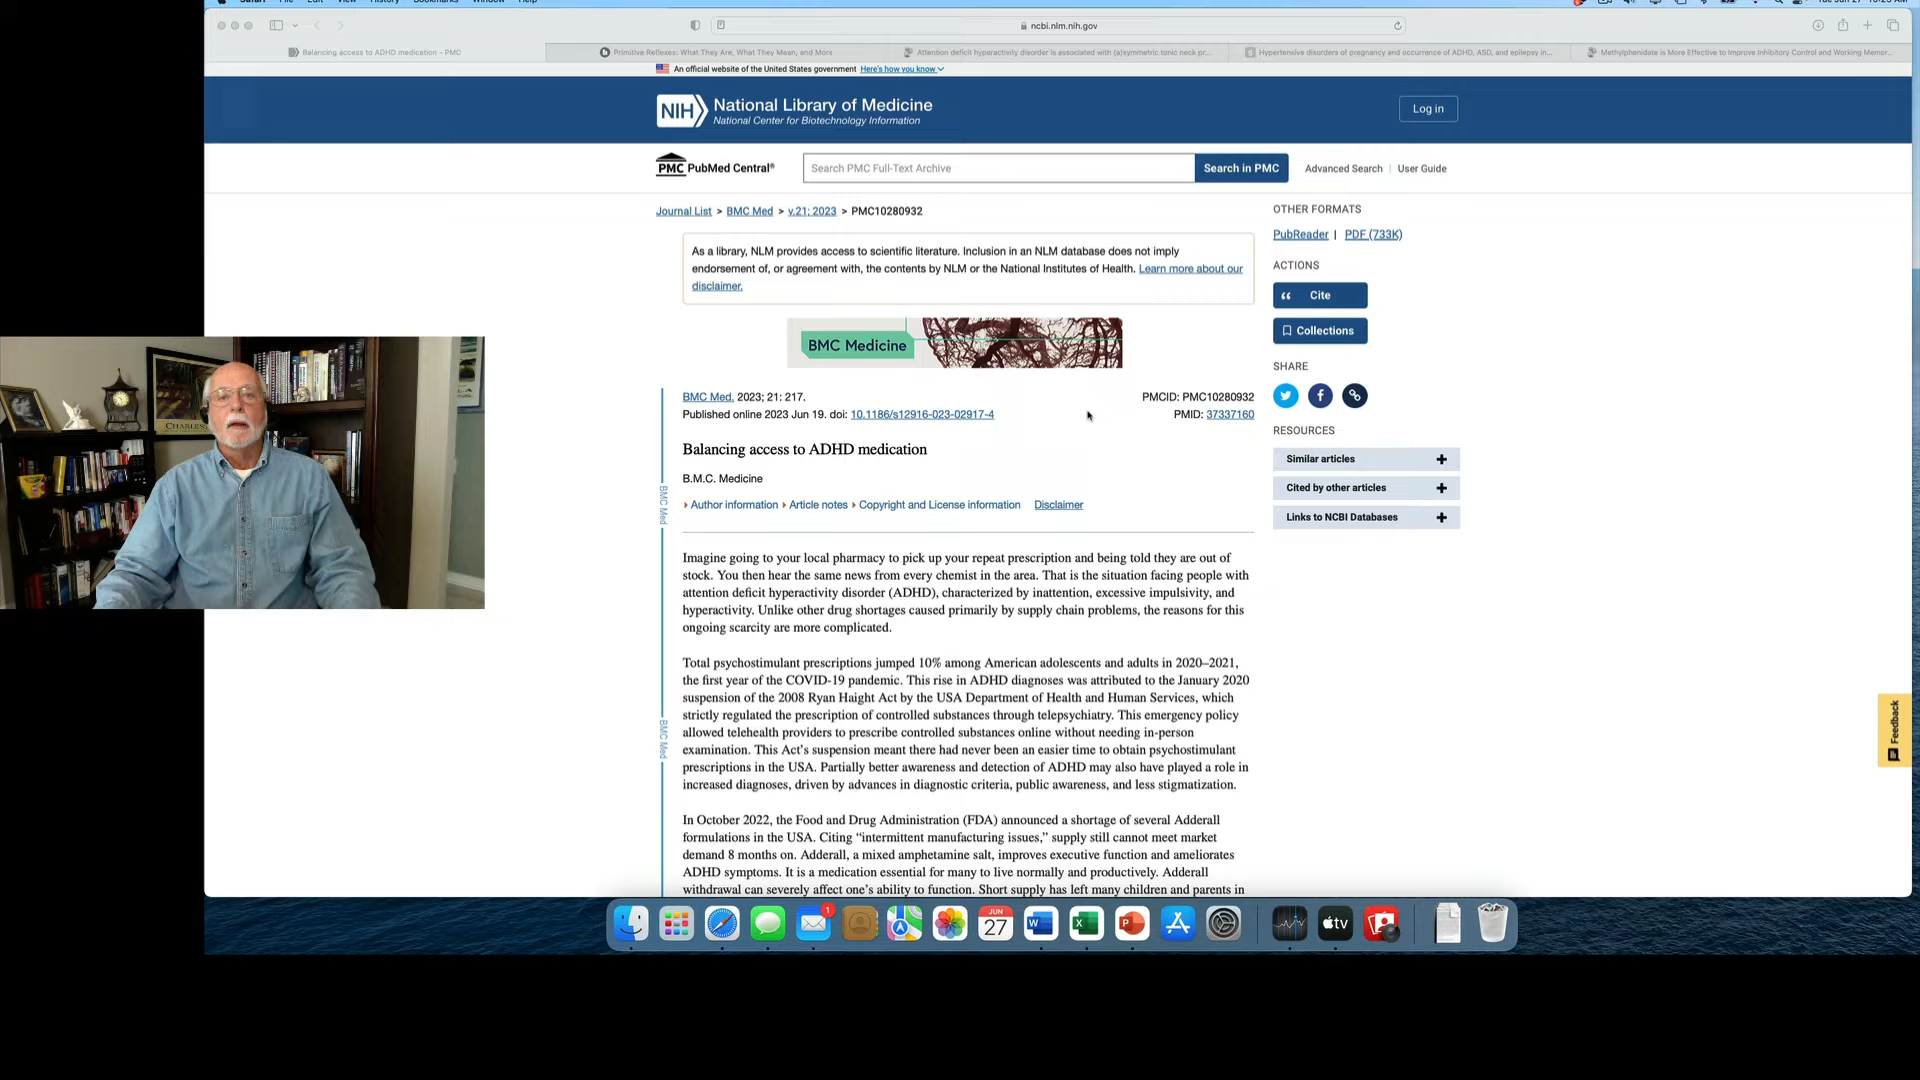 Safari File Edit View History Bookmarks Window Help
ncbi.nlm.nih.gov
Balancing access to ADHD medication - PMC
Primitive Reflexes: What They Are, What They Mean, and More
Attention deficit hyperactivity disorder is associated with (a)symmetric tonic neck pr...
Hypertensive disorders of pregnancy and occurrence of ADHD, ASD, and epilepsy in...
Methylphenidate is More Effective to Improve Inhibitory Control and Working Memor...
An official website of the United States government Here's how you know
NIH National Library of Medicine
National Center for Biotechnology Information
Log in
PMC PubMed Central®
Search PMC Full-Text Archive
Search in PMC
Advanced Search | User Guide
Journal List > BMC Med > v.21; 2023 > PMC10280932
As a library, NLM provides access to scientific literature. Inclusion in an NLM database does not imply
endorsement of, or agreement with, the contents by NLM or the National Institutes of Health. Learn more about our
disclaimer.
BMC Medicine
BMC Med. 2023; 21: 217.
PMCID: PMC10280932
Published online 2023 Jun 19. doi: 10.1186/s12916-023-02917-4
PMID: 37337160
Balancing access to ADHD medication
B.M.C. Medicine
Author information Article notes Copyright and License information Disclaimer
Imagine going to your local pharmacy to pick up your repeat prescription and being told they are out of
stock. You then hear the same news from every chemist in the area. That is the situation facing people with
attention deficit hyperactivity disorder (ADHD), characterized by inattention, excessive impulsivity, and
hyperactivity. Unlike other drug shortages caused primarily by supply chain problems, the reasons for this
ongoing scarcity are more complicated.
Total psychostimulant prescriptions jumped 10% among American adolescents and adults in 2020–2021,
the first year of the COVID-19 pandemic. This rise in ADHD diagnoses was attributed to the January 2020
suspension of the 2008 Ryan Haight Act by the USA Department of Health and Human Services, which
strictly regulated the prescription of controlled substances through telepsychiatry. This emergency policy
allowed telehealth providers to prescribe controlled substances online without needing in-person
examination. This Act's suspension meant there had never been an easier time to obtain psychostimulant
prescriptions in the USA. Partially better awareness and detection of ADHD may also have played a role in
increased diagnoses, driven by advances in diagnostic criteria, public awareness, and less stigmatization.
In October 2022, the Food and Drug Administration (FDA) announced a shortage of several Adderall
formulations in the USA. Citing “intermittent manufacturing issues,” supply still cannot meet market
demand 8 months on. Adderall, a mixed amphetamine salt, improves executive function and ameliorates
ADHD symptoms. It is a medication essential for many to live normally and productively. Adderall
withdrawal can severely affect one's ability to function. Short supply has left many children and parents in
BMC Med
BMC Med
OTHER FORMATS
PubReader | PDF (733K)
ACTIONS
Cite
Collections
SHARE
RESOURCES
Similar articles
Cited by other articles
Links to NCBI Databases
Feedback
CHARLES
1
JUN
27
tv